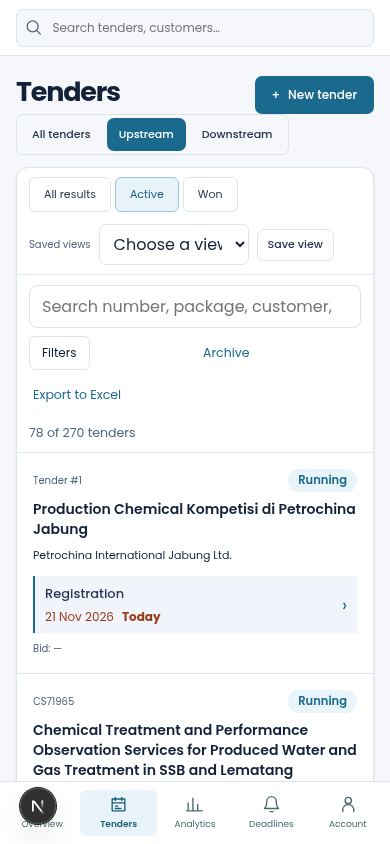 Search tenders, customers…
Tenders
+ New tender
All tenders Upstream Downstream
All results Active Won
Saved views Choose a view Save view
Search number, package, customer,
Filters Archive
Export to Excel
78 of 270 tenders
Tender #1 Running
Production Chemical Kompetisi di Petrochina
Jabung
Petrochina International Jabung Ltd.
Registration
21 Nov 2026 Today
›
Bid: —
CS71965 Running
Chemical Treatment and Performance
Observation Services for Produced Water and
Gas Treatment in SSB and Lematang
N
Overview Tenders Analytics Deadlines Account